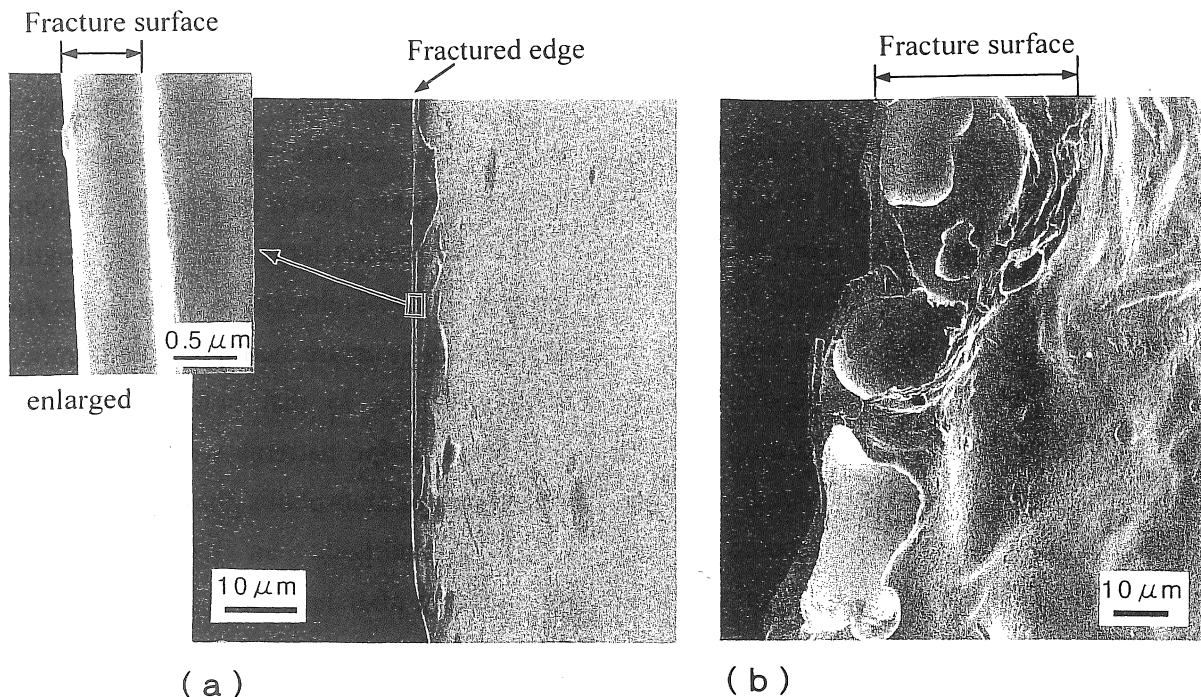 Fracture surface
Fractured edge
Fracture surface
0.5 μm
enlarged
10 μm
10 μm
(a)
(b)